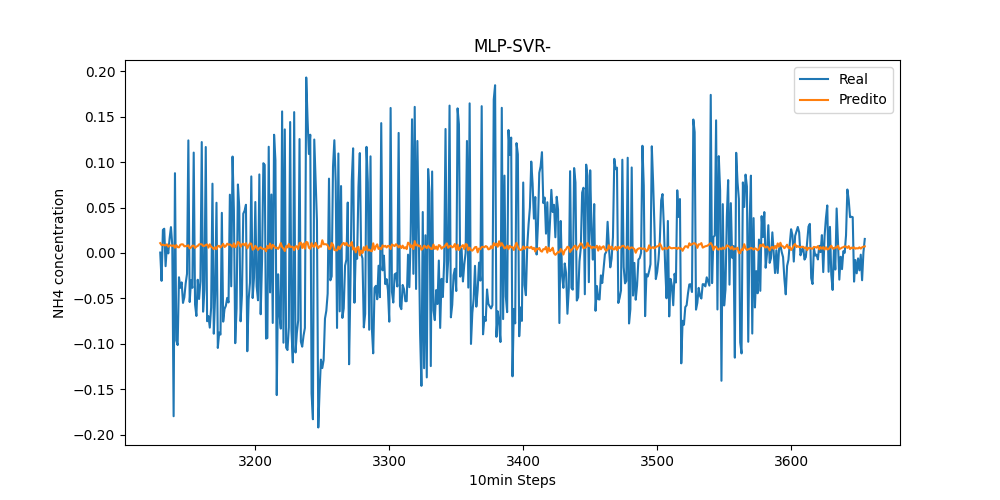 MLP-SVR-
Real
Predito
NH4 concentration
0.20
0.15
0.10
0.05
0.00
−0.05
−0.10
−0.15
−0.20
3200 3300 3400 3500 3600
10min Steps